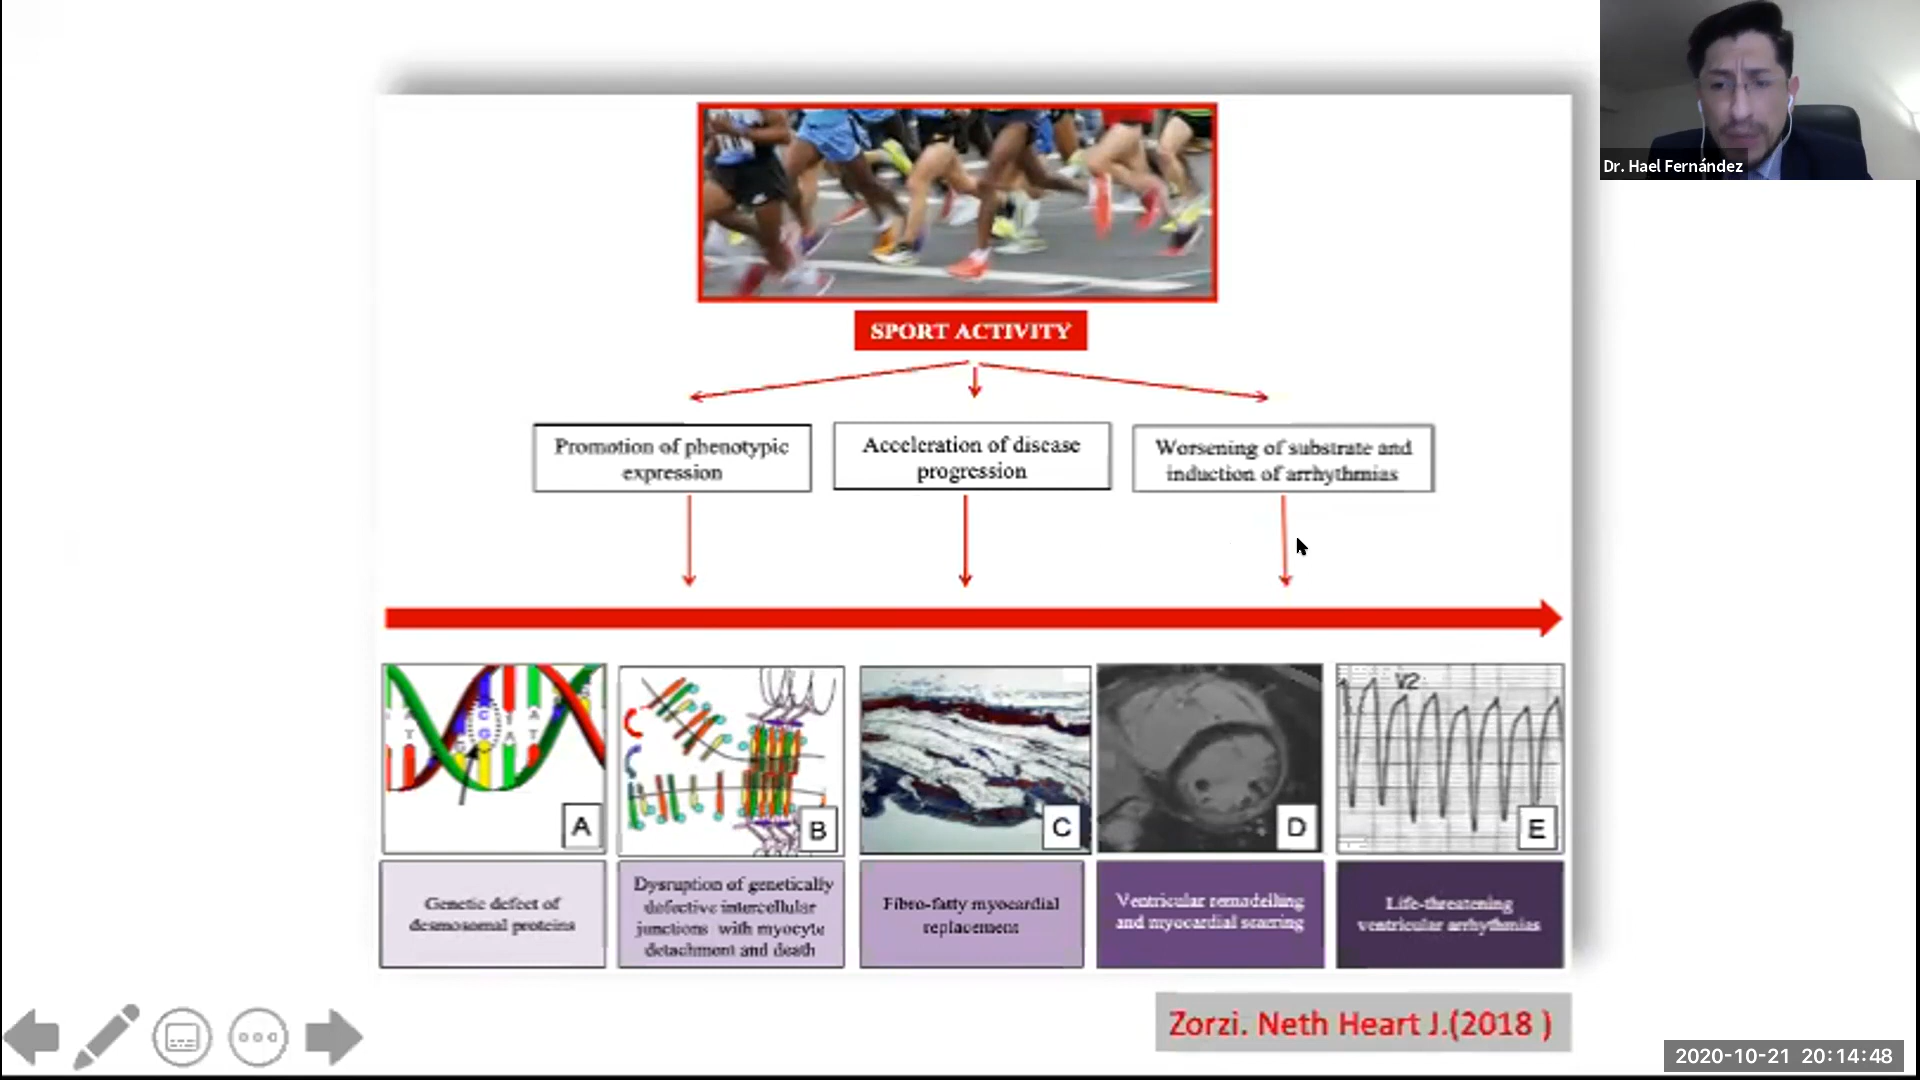 Dr. Hael Fernández
SPORT ACTIVITY
Promotion of phenotypic
expression
Acceleration of disease
progression
Worsening of substrate and
induction of arrhythmias
V2
A
B
C
D
E
Genetic defect of
desmosomal proteins
Dysruption of genetically
defective intercellular
junctions with myocyte
detachment and death
Fibro-fatty myocardial
replacement
Ventricular remodelling
and myocardial scarring
Life-threatening
ventricular arrhythmias
Zorzi. Neth Heart J.(2018 )
2020-10-21 20:14:48